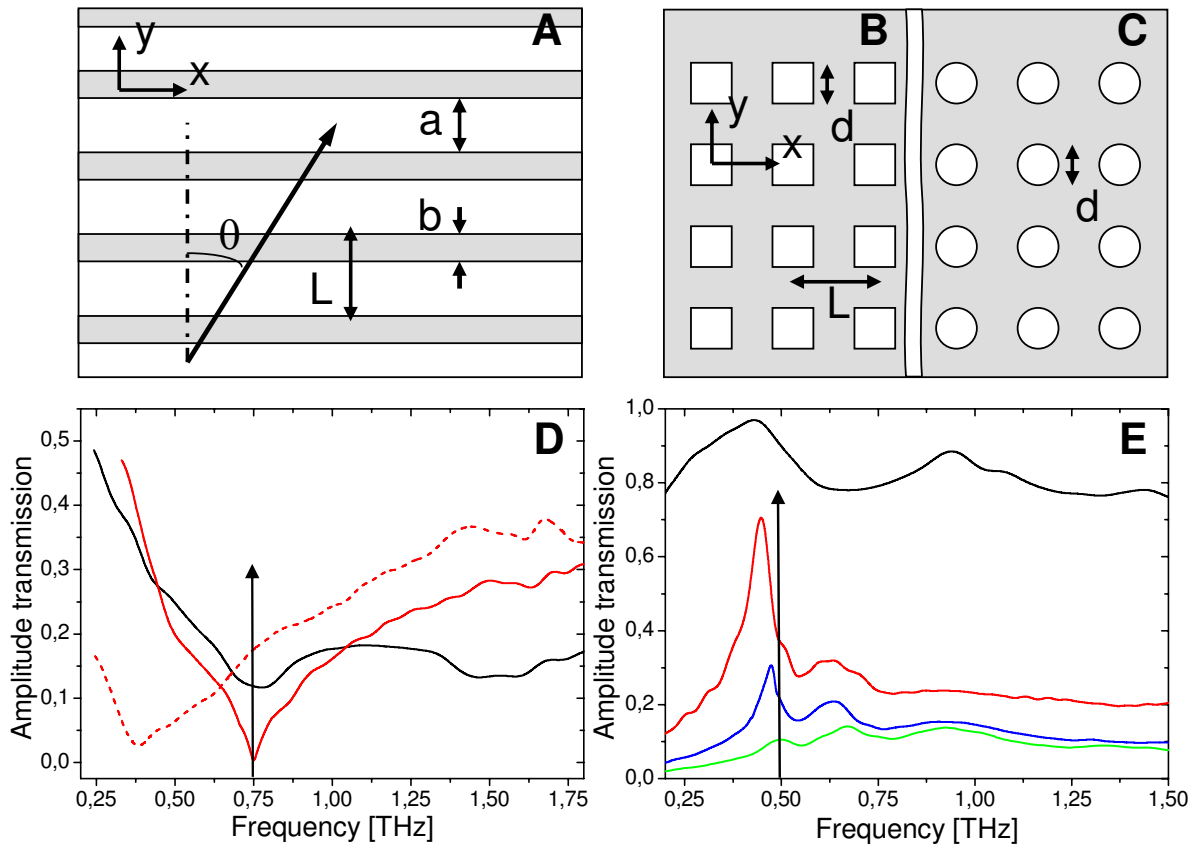 A
y
x
a
b
θ
L
B
C
y
x
d
d
L
D
Amplitude transmission
0,5
0,4
0,3
0,2
0,1
0,0
0,25 0,50 0,75 1,00 1,25 1,50 1,75
Frequency [THz]
E
Amplitude transmission
1,0
0,8
0,6
0,4
0,2
0,0
0,25 0,50 0,75 1,00 1,25 1,50
Frequency [THz]